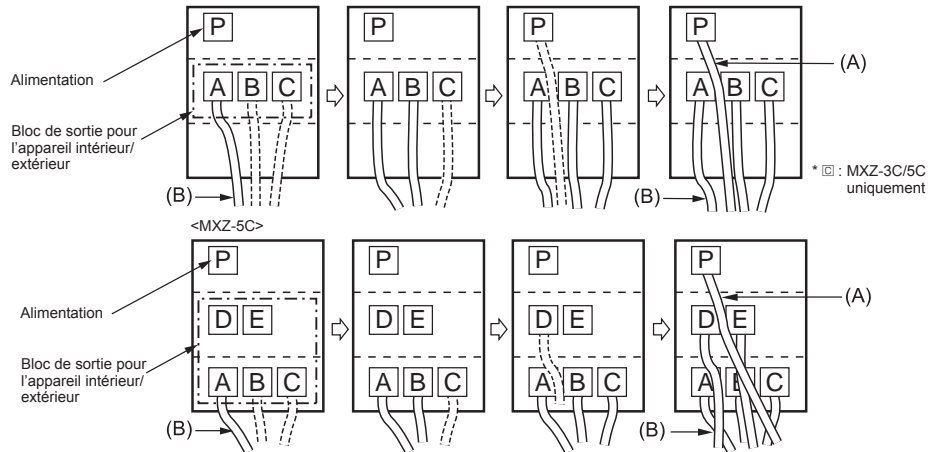 P P P P
Alimentation
(A)
A B C A B C A B C A B C
Bloc de sortie pour
l'appareil intérieur/
extérieur
* C : MXZ-3C/5C
uniquement
(B) (B)
<MXZ-5C>
P P P P
(A)
Alimentation
D E D E D E D E
Bloc de sortie pour
l'appareil intérieur/
extérieur
A B C A B C A B C A B C
(B) (B)